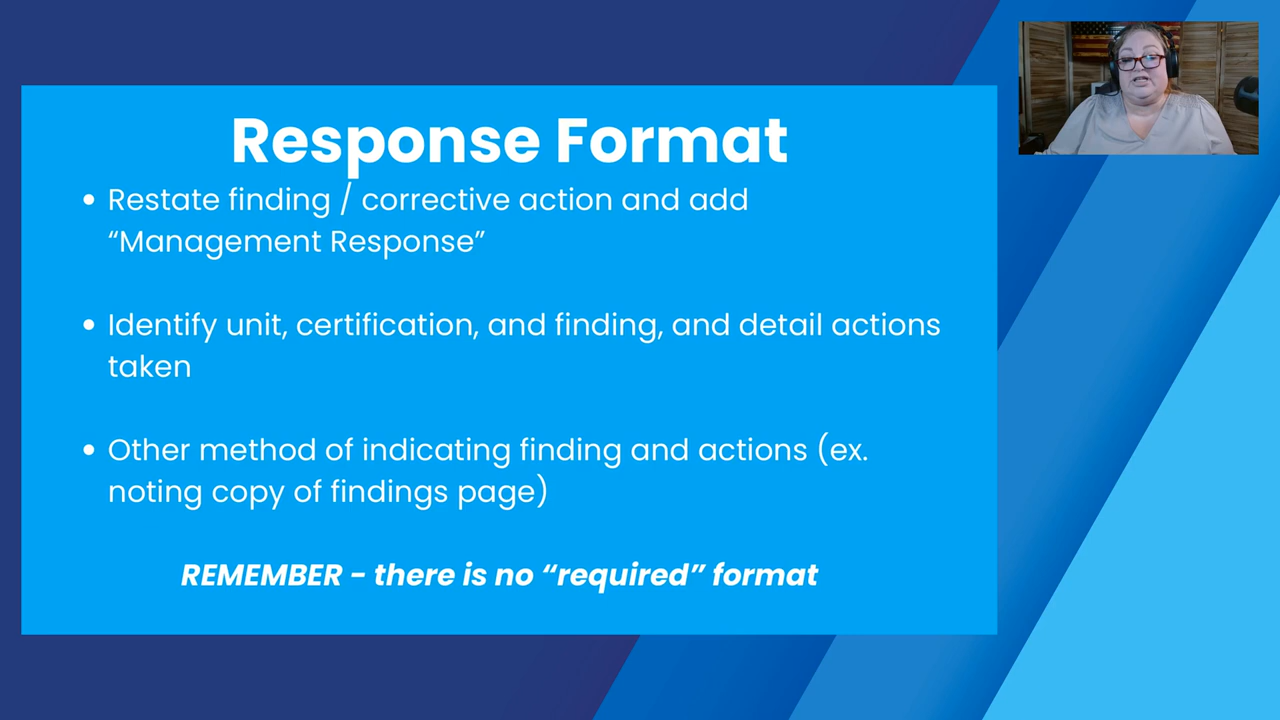 Response Format
• Restate finding / corrective action and add
“Management Response”
• Identify unit, certification, and finding, and detail actions
taken
• Other method of indicating finding and actions (ex.
noting copy of findings page)
REMEMBER - there is no “required” format